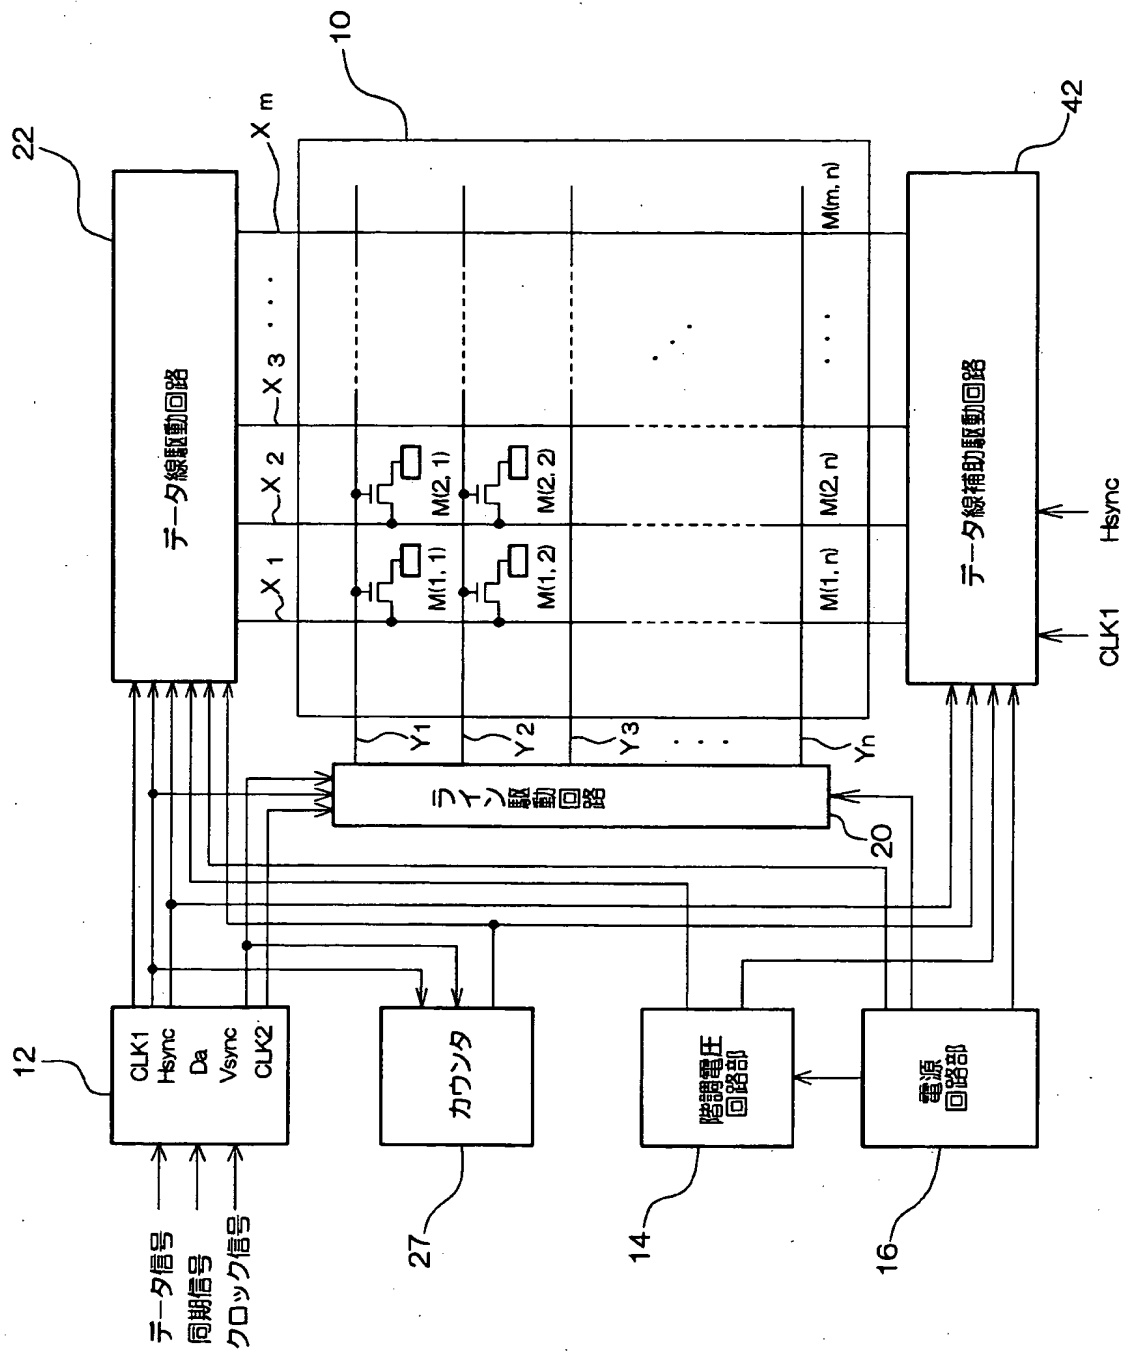 データ信号
同期信号
クロック信号
12
CLK1
Hsync
Da
Vsync
CLK2
27
カウンタ
14
階調電圧
回路部
16
電源
回路部
20
ライン駆動回路
22
データ線駆動回路
X1
X2
X3
・・・
Xm
10
Y1
Y2
Y3
・・・
Yn
M(1, 1)
M(2, 1)
M(1, 2)
M(2, 2)
M(1, n)
M(2, n)
・・・
M(m, n)
42
データ線補助駆動回路
CLK1
Hsync